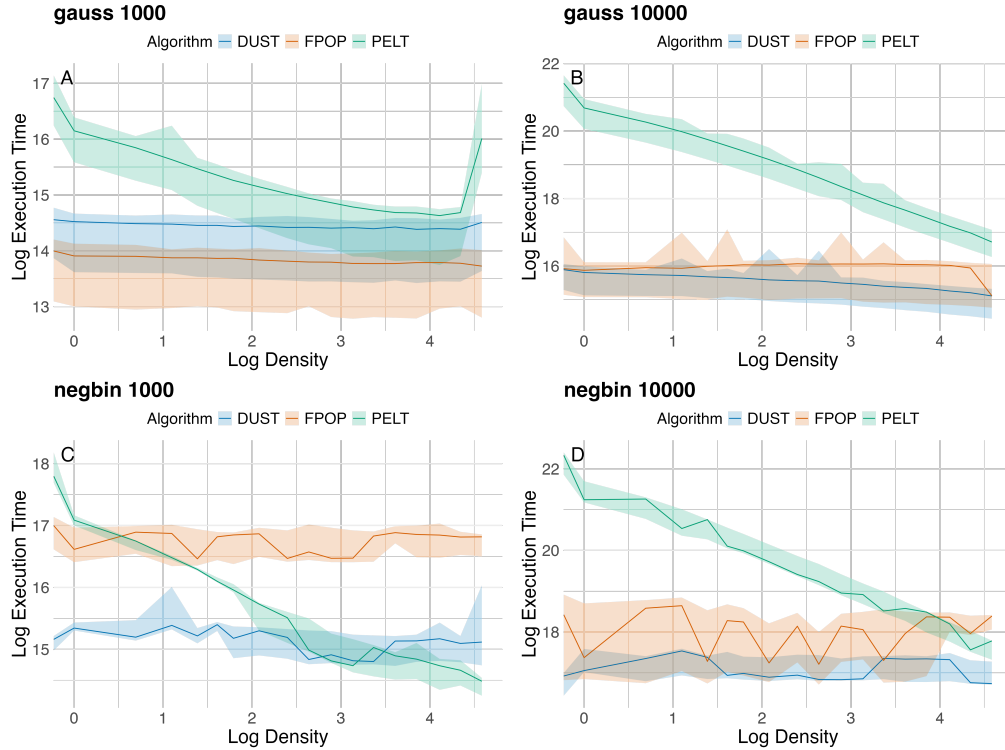 gauss 1000
Algorithm DUST FPOP PELT
A
17
16
15
14
13
Log Execution Time
0 1 2 3 4
Log Density
gauss 10000
Algorithm DUST FPOP PELT
B
22
20
18
16
Log Execution Time
0 1 2 3 4
Log Density
negbin 1000
Algorithm DUST FPOP PELT
C
18
17
16
15
Log Execution Time
0 1 2 3 4
Log Density
negbin 10000
Algorithm DUST FPOP PELT
D
22
20
18
Log Execution Time
0 1 2 3 4
Log Density